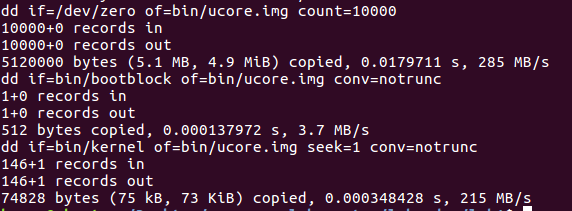 dd if=/dev/zero of=bin/ucore.img count=10000
10000+0 records in
10000+0 records out
5120000 bytes (5.1 MB, 4.9 MiB) copied, 0.0179711 s, 285 MB/s
dd if=bin/bootblock of=bin/ucore.img conv=notrunc
1+0 records in
1+0 records out
512 bytes copied, 0.000137972 s, 3.7 MB/s
dd if=bin/kernel of=bin/ucore.img seek=1 conv=notrunc
146+1 records in
146+1 records out
74828 bytes (75 kB, 73 KiB) copied, 0.000348428 s, 215 MB/s